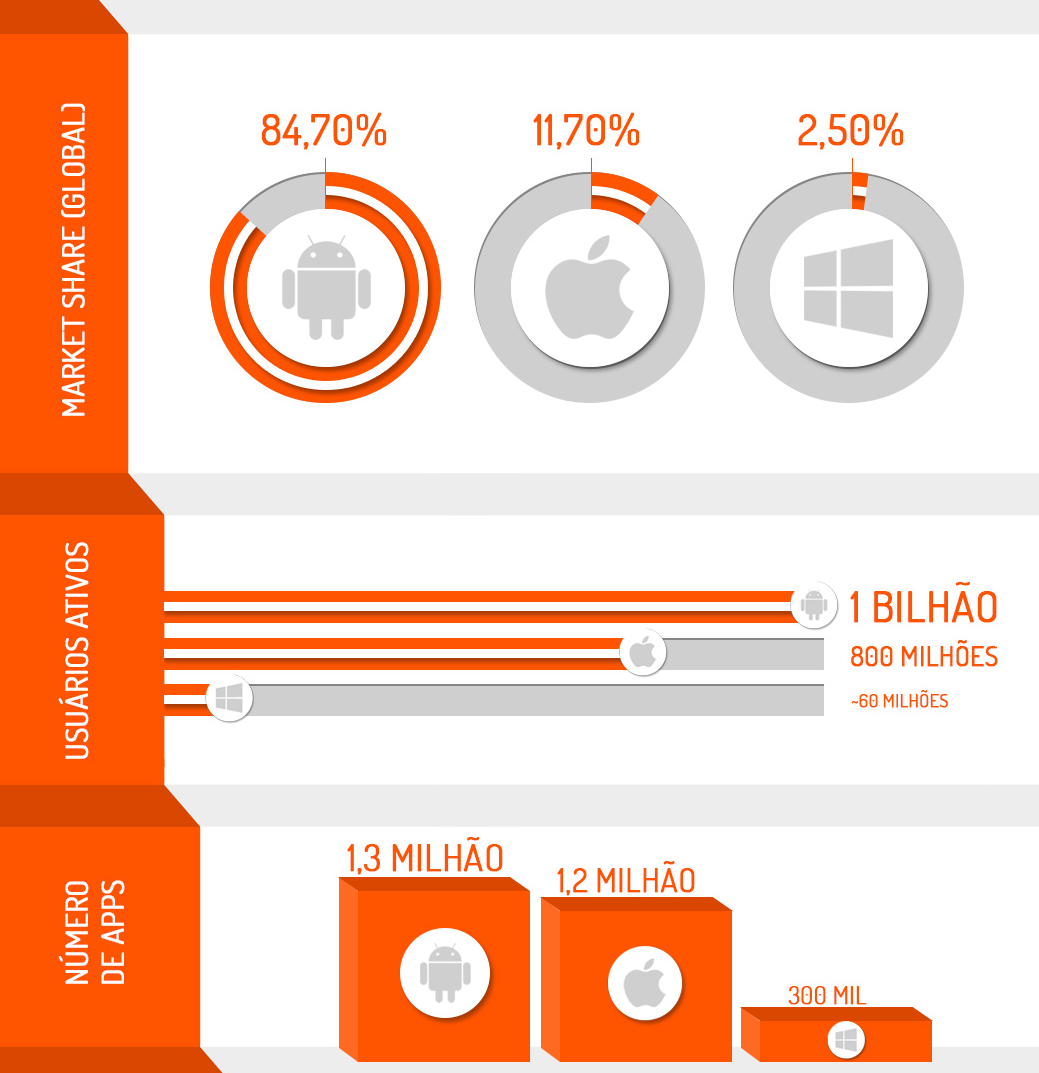 MARKET SHARE (GLOBAL)
84,70%
11,70%
2,50%
USUÁRIOS ATIVOS
1 BILHÃO
800 MILHÕES
~60 MILHÕES
NÚMERO
DE APPS
1,3 MILHÃO
1,2 MILHÃO
300 MIL